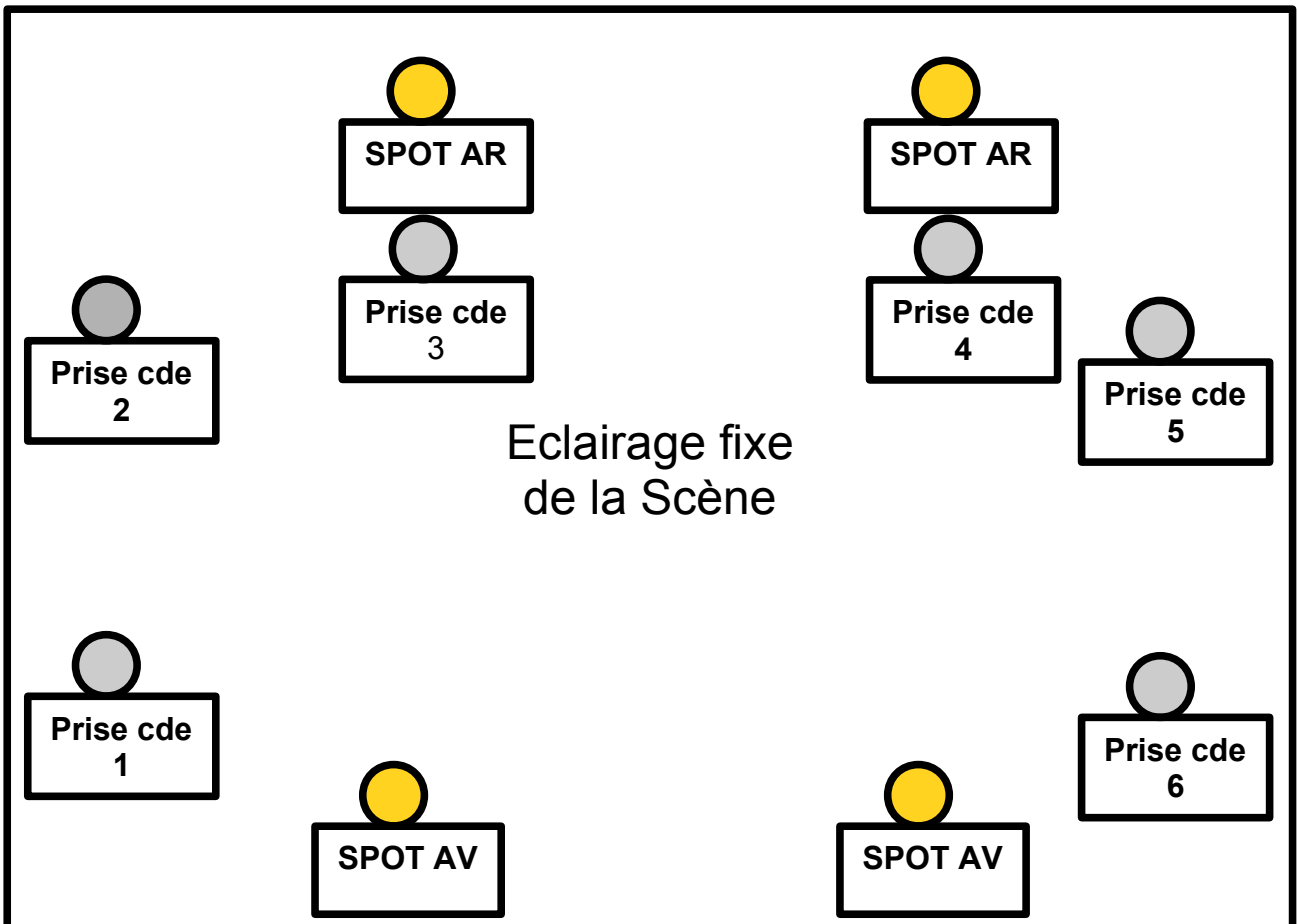 SPOT AR
SPOT AR
Prise cde
3
Prise cde
4
Prise cde
2
Prise cde
5
Eclairage fixe
de la Scène
Prise cde
1
Prise cde
6
SPOT AV
SPOT AV